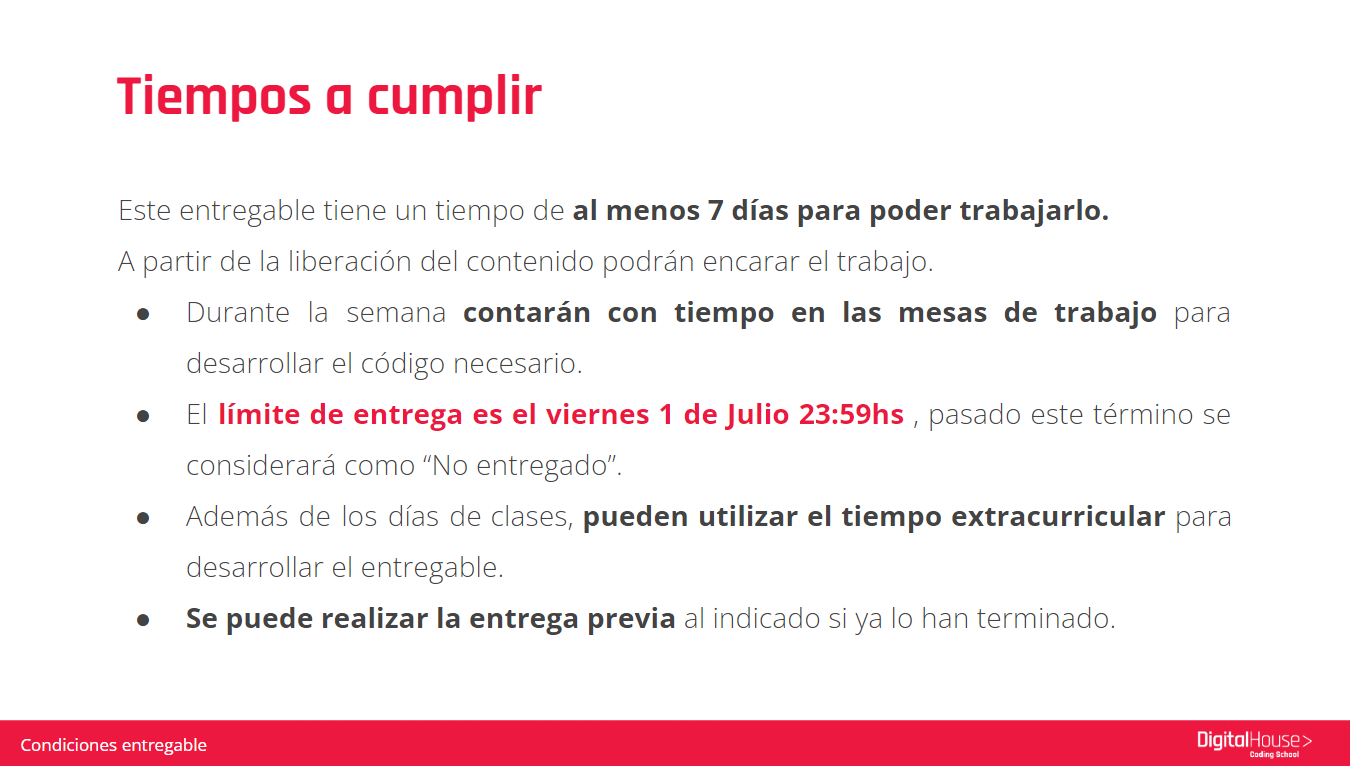 Tiempos a cumplir
Este entregable tiene un tiempo de al menos 7 días para poder trabajarlo.
A partir de la liberación del contenido podrán encarar el trabajo.
● Durante la semana contarán con tiempo en las mesas de trabajo para
desarrollar el código necesario.
● El límite de entrega es el viernes 1 de Julio 23:59hs , pasado este término se
considerará como “No entregado”.
● Además de los días de clases, pueden utilizar el tiempo extracurricular para
desarrollar el entregable.
● Se puede realizar la entrega previa al indicado si ya lo han terminado.
Condiciones entregable
DigitalHouse>
Coding School